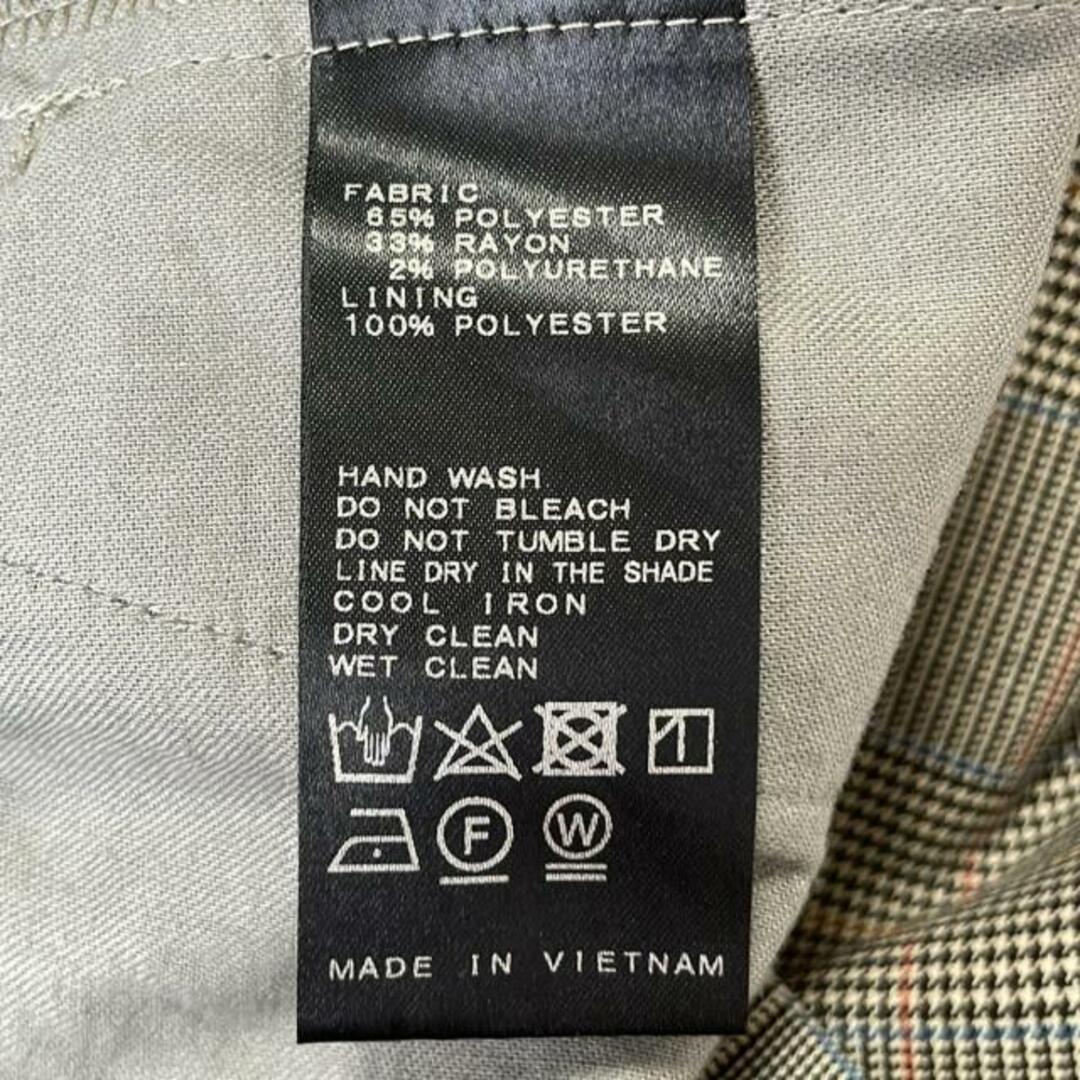 FABRIC
65% POLYESTER
33% RAYON
2% POLYURETHANE
LINING
100% POLYESTER
HAND WASH
DO NOT BLEACH
DO NOT TUMBLE DRY
LINE DRY IN THE SHADE
COOL IRON
DRY CLEAN
WET CLEAN
F W
MADE IN VIETNAM